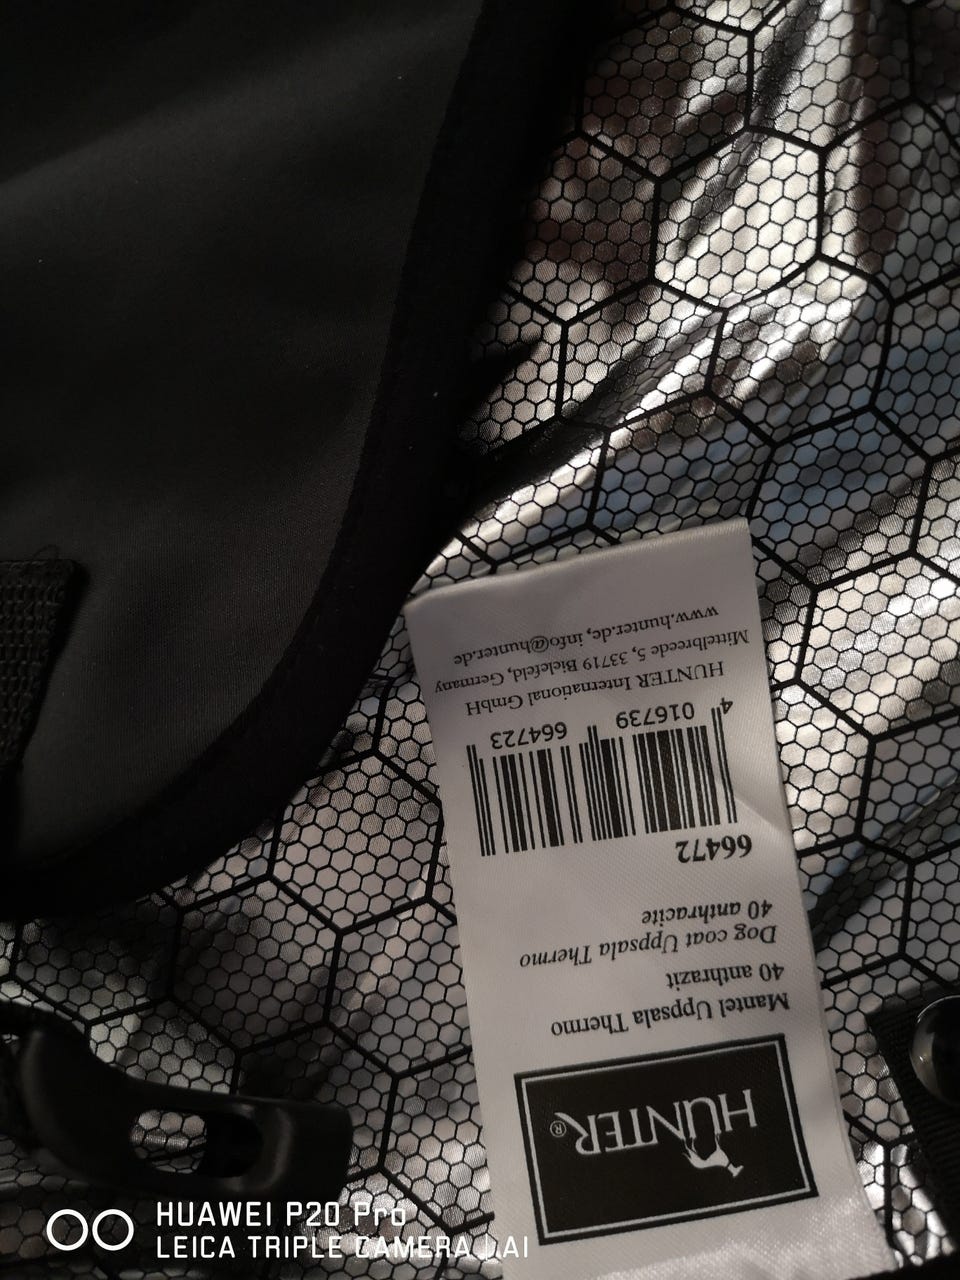 HUNTER®
Mantel Uppsala Thermo
40 anthrazit
Dog coat Uppsala Thermo
40 anthracite
66472
4 016739 664723
HUNTER International GmbH
Mittelbreede 5, 33719 Bielefeld, Germany
www.hunter.de, info@hunter.de
HUAWEI P20 Pro
LEICA TRIPLE CAMERA | AI